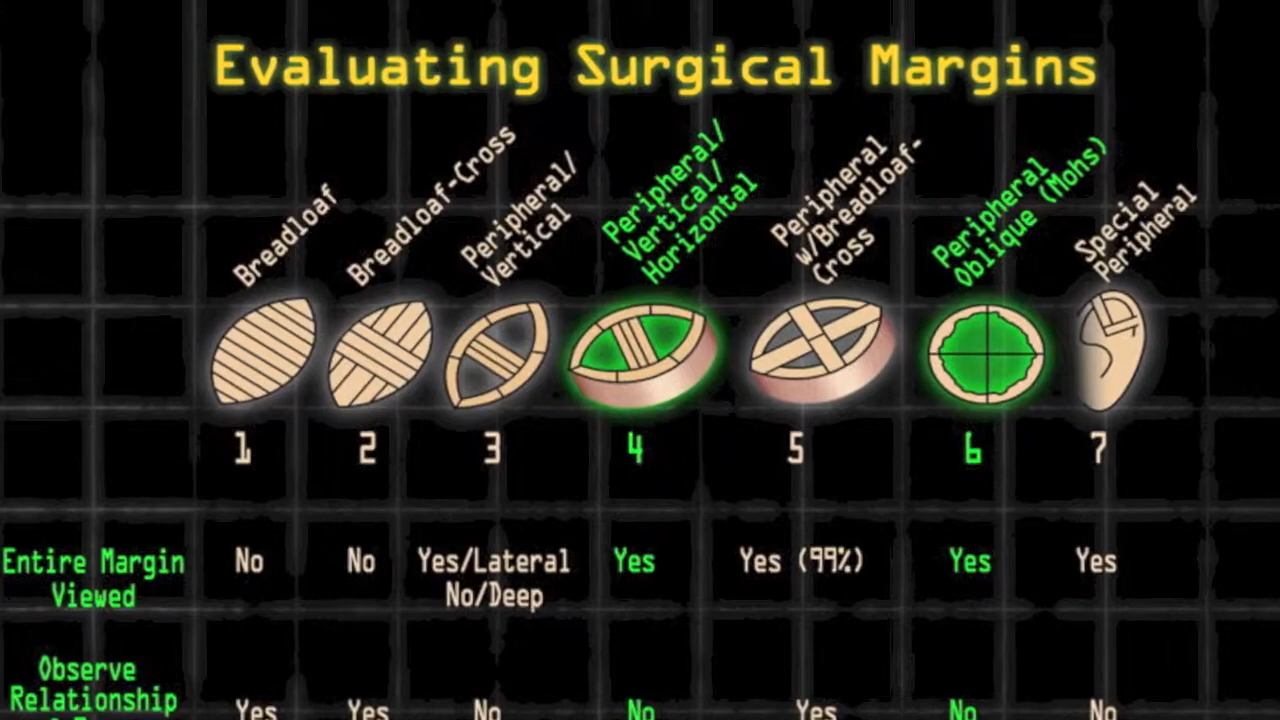 Evaluating Surgical Margins
Breadloaf
Breadloaf-Cross
Peripheral/
Vertical
Peripheral/
Vertical/
Horizontal
Peripheral
w/Breadloaf-
Cross
Peripheral
Oblique (Mohs)
Special
Peripheral
1 2 3 4 5 6 7
Entire Margin
Viewed
No No Yes/Lateral
No/Deep
Yes Yes (99%) Yes Yes
Observe
Relationship
Yes Yes No No Yes No No